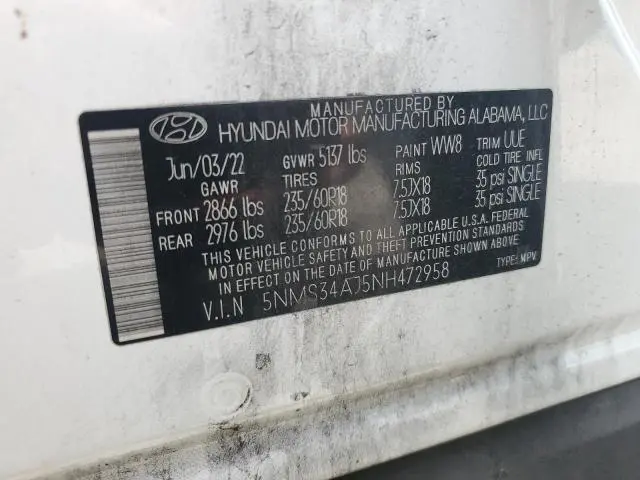 MANUFACTURED BY
HYUNDAI MOTOR MANUFACTURING ALABAMA, LLC
Jun/03/22 GVWR 5137 lbs PAINT WW8 TRIM UUE
GAWR TIRES RIMS COLD TIRE INFL
FRONT 2866 lbs 235/60R18 7.5JX18 35 psi SINGLE
REAR 2976 lbs 235/60R18 7.5JX18 35 psi SINGLE
THIS VEHICLE CONFORMS TO ALL APPLICABLE U.S.A. FEDERAL
MOTOR VEHICLE SAFETY AND THEFT PREVENTION STANDARDS
IN EFFECT ON THE DATE OF MANUFACTURE SHOWN ABOVE.
V.I.N 5NMS34AJ5NH472958 TYPE: MPV